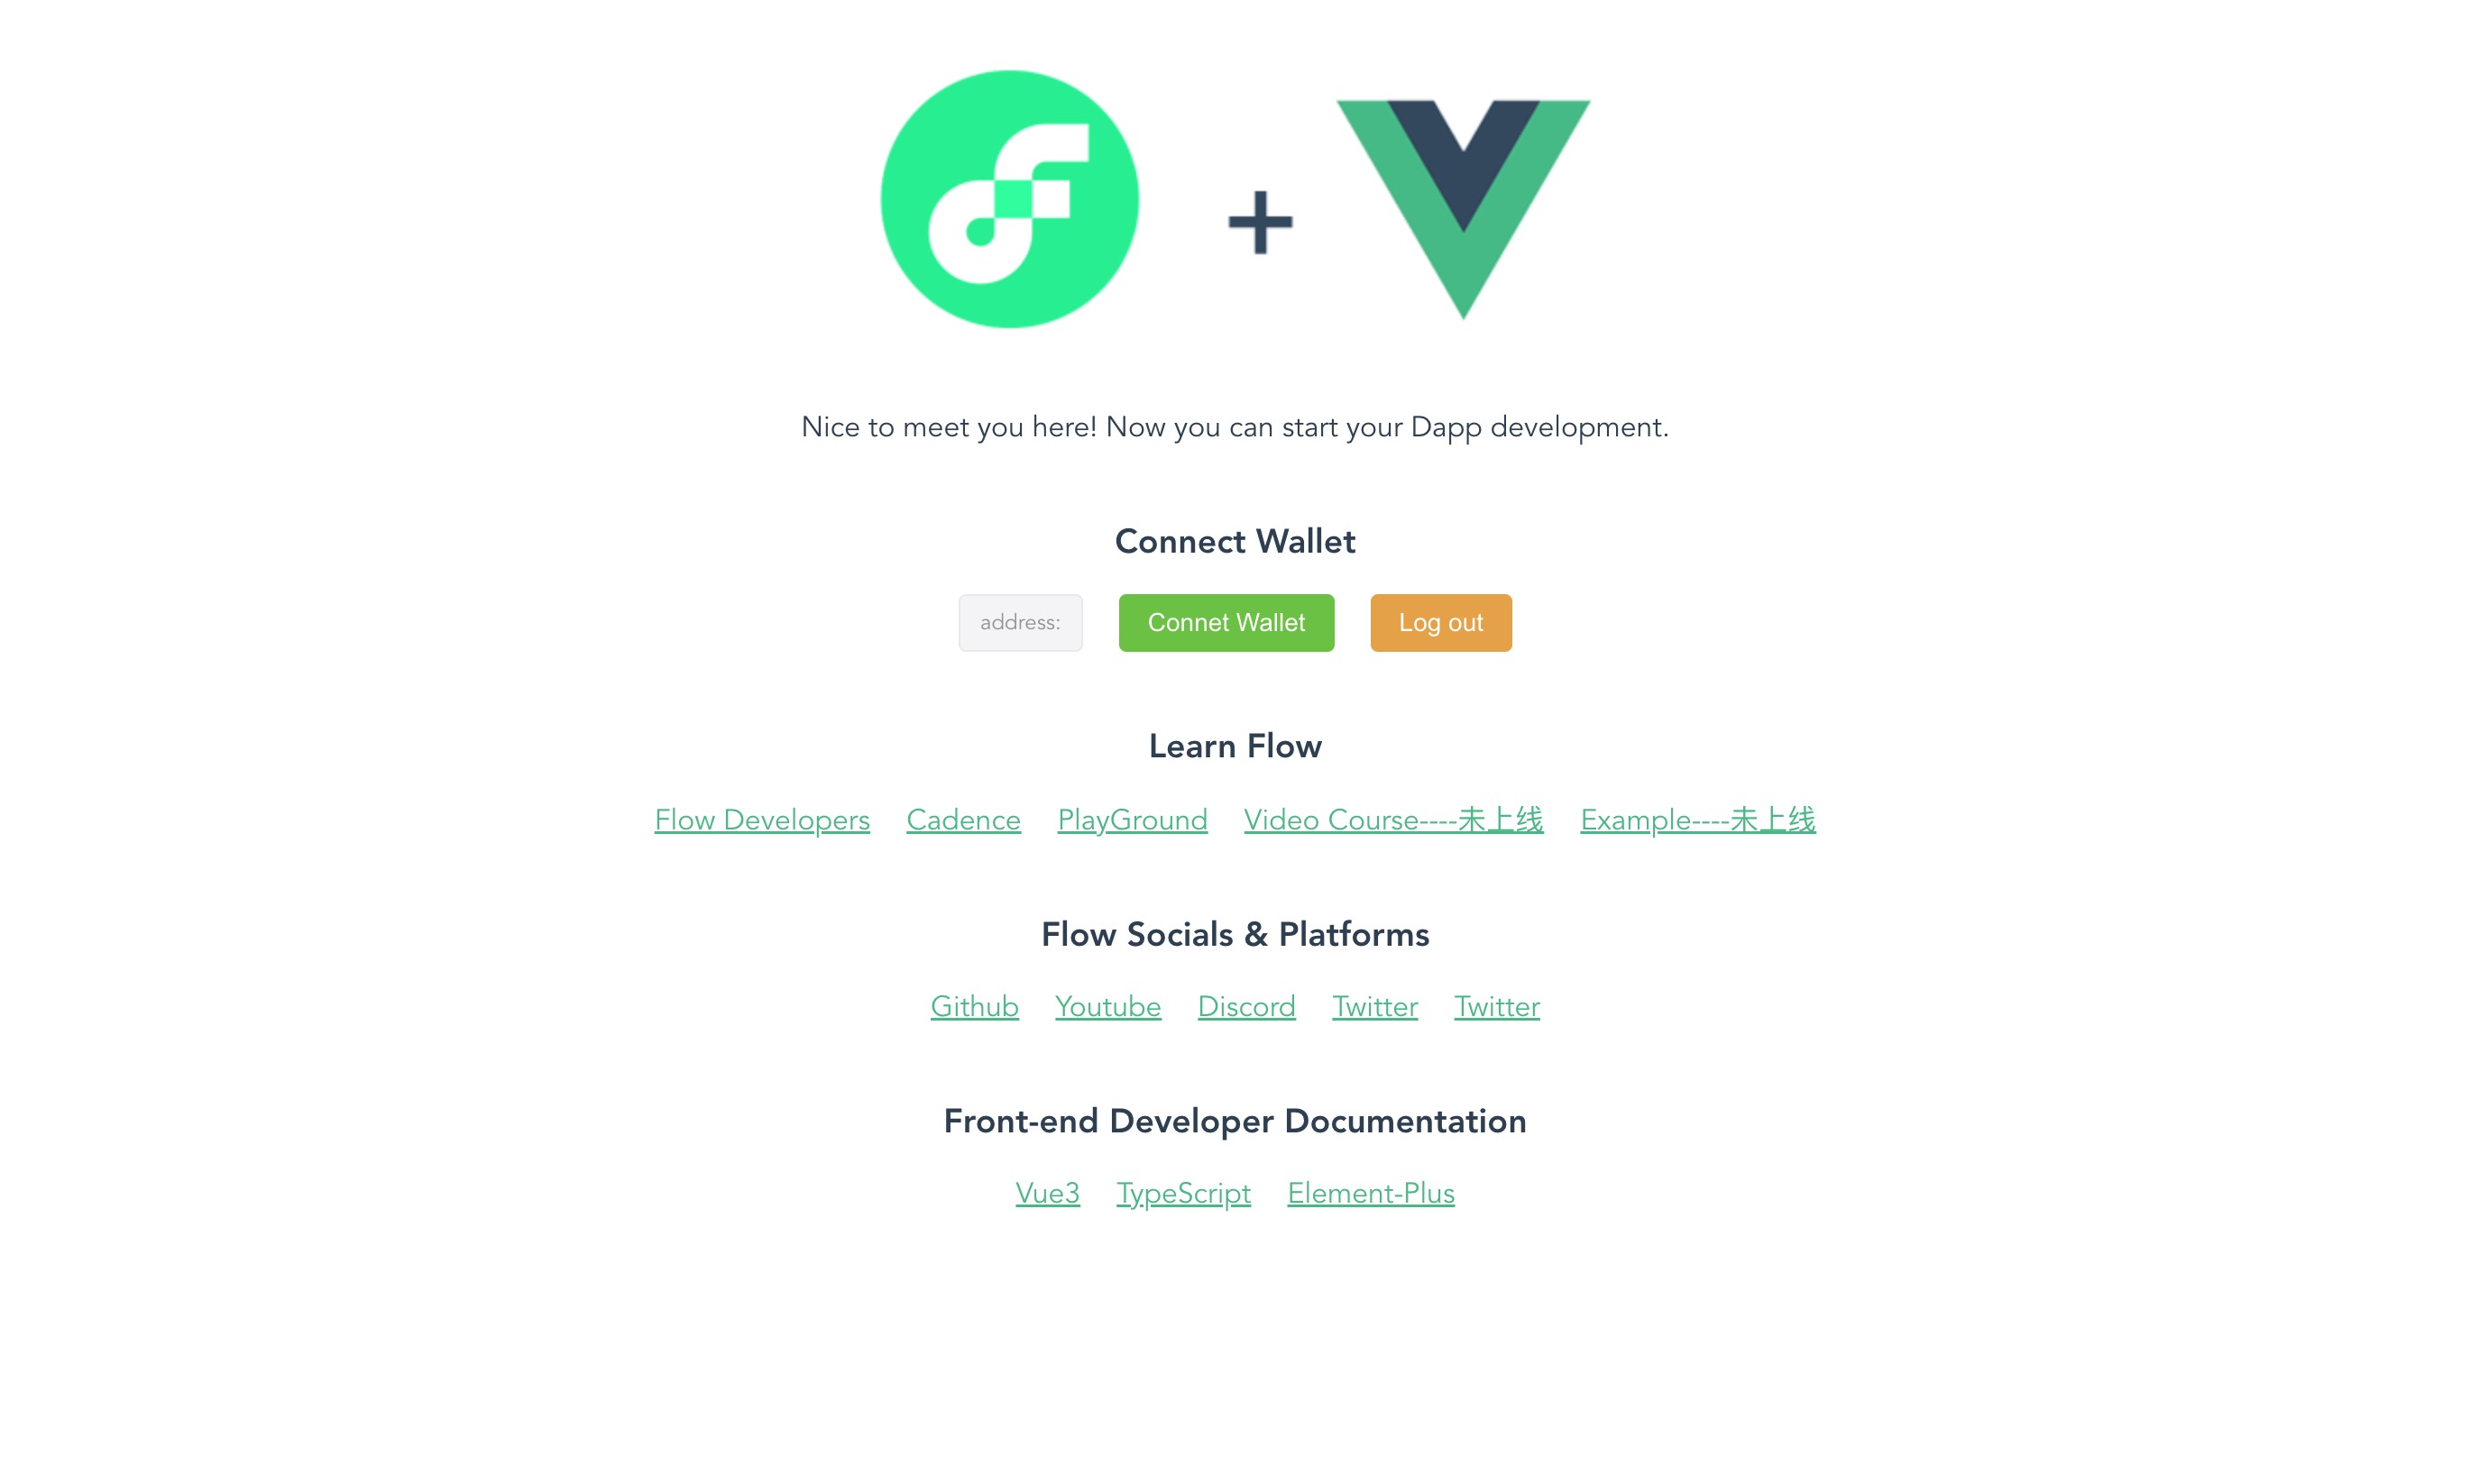 Nice to meet you here! Now you can start your Dapp development.
Connect Wallet
address: Connet Wallet Log out
Learn Flow
Flow Developers Cadence PlayGround Video Course----未上线 Example----未上线
Flow Socials & Platforms
Github Youtube Discord Twitter Twitter
Front-end Developer Documentation
Vue3 TypeScript Element-Plus